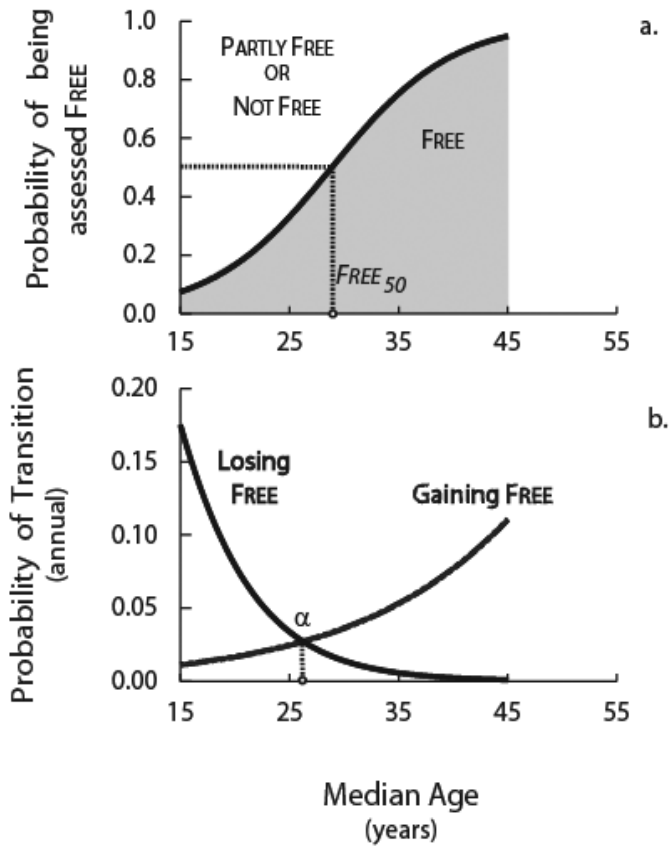 a.
Probability of being
assessed FREE
1.0
0.8
0.6
0.4
0.2
0.0
PARTLY FREE
OR
NOT FREE
FREE
FREE50
15 25 35 45 55
b.
Probability of Transition
(annual)
0.20
0.15
0.10
0.05
0.00
Losing
FREE
Gaining FREE
α
15 25 35 45 55
Median Age
(years)